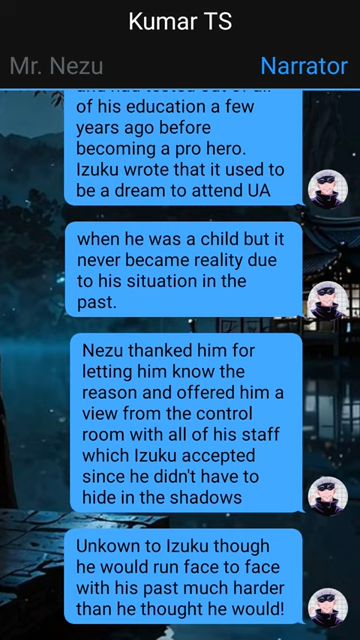 Kumar TS
Mr. Nezu
Narrator
of his education a few
years ago before
becoming a pro hero.
Izuku wrote that it used to
be a dream to attend UA
when he was a child but it
never became reality due
to his situation in the
past.
Nezu thanked him for
letting him know the
reason and offered him a
view from the control
room with all of his staff
which Izuku accepted
since he didn't have to
hide in the shadows
Unkown to Izuku though
he would run face to face
with his past much harder
than he thought he would!